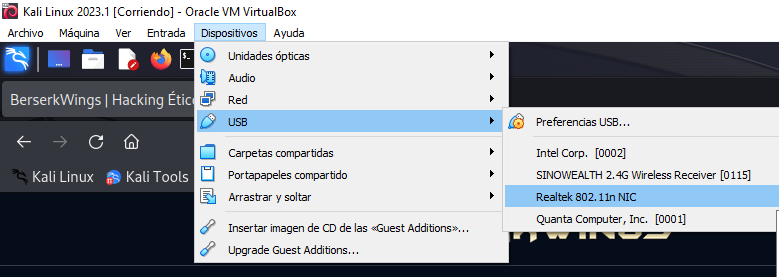 Kali Linux 2023.1 [Corriendo] - Oracle VM VirtualBox
Archivo Máquina Ver Entrada Dispositivos Ayuda
Unidades ópticas
BerserkWings | Hacking Étic
Audio
Red
USB
Preferencias USB...
Kali Linux
Kali Tools
Carpetas compartidas
Intel Corp. [0002]
Portapapeles compartido
SINOWEALTH 2.4G Wireless Receiver [0115]
Arrastrar y soltar
Realtek 802.11n NIC
Insertar imagen de CD de las «Guest Additions»...
Quanta Computer, Inc. [0001]
Upgrade Guest Additions...